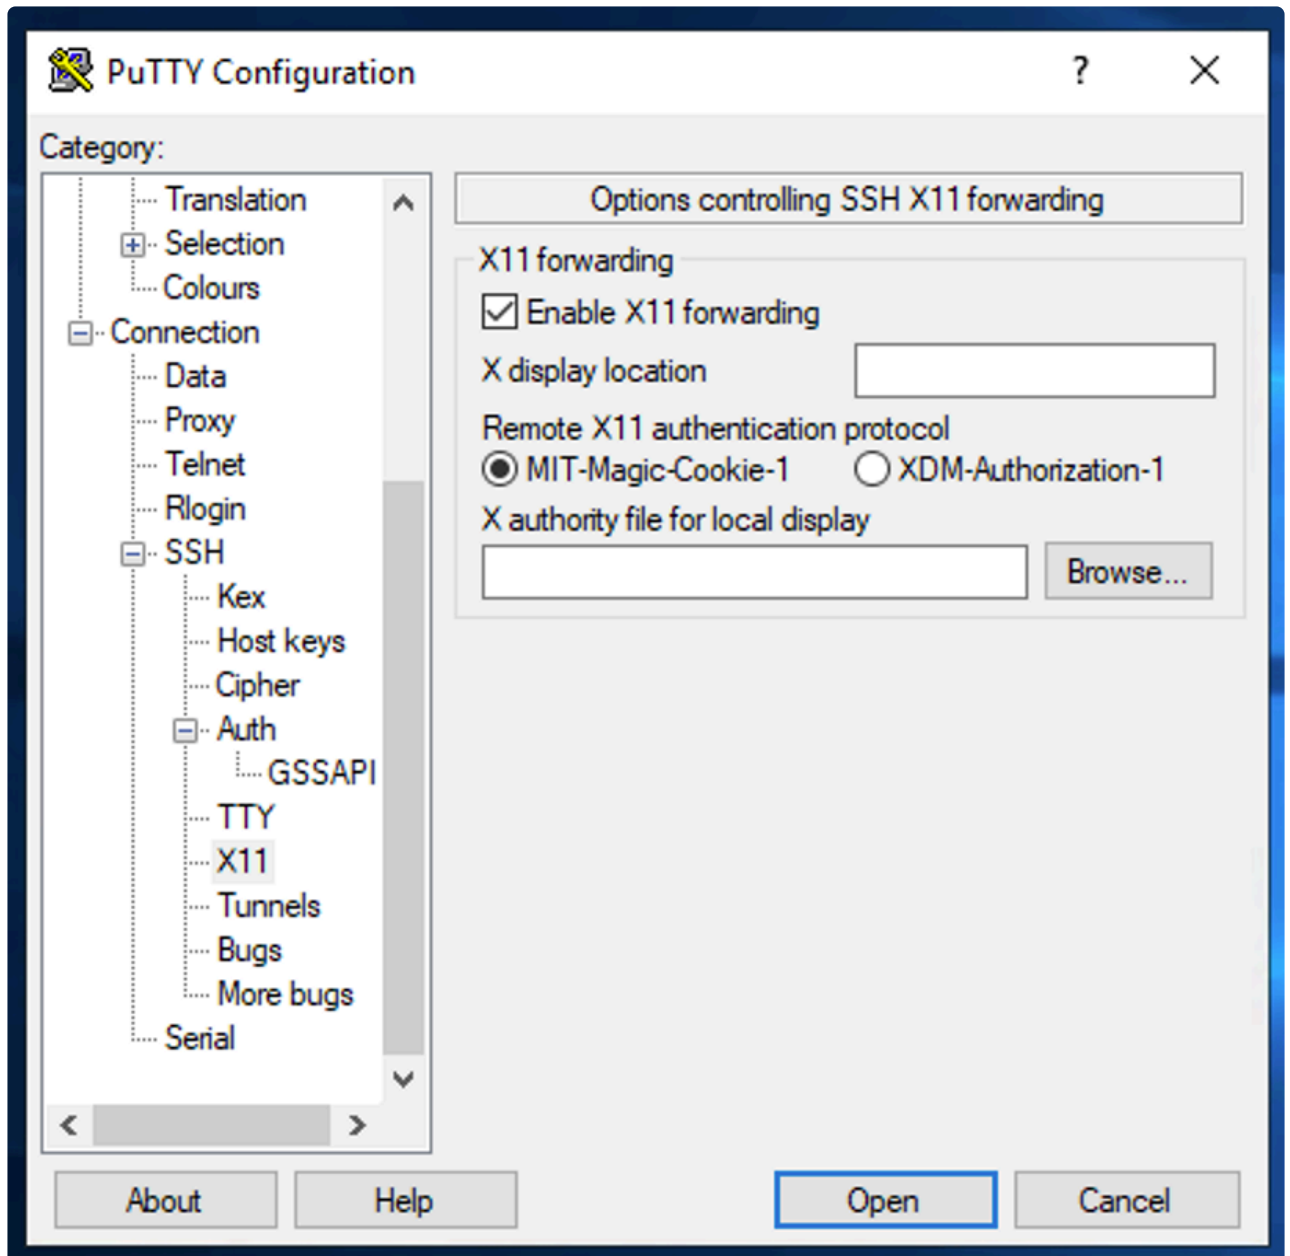 PuTTY Configuration
?
Category:
Translation
Selection
Colours
Connection
Data
Proxy
Telnet
Rlogin
SSH
Kex
Host keys
Cipher
Auth
GSSAPI
TTY
X11
Tunnels
Bugs
More bugs
Serial
Options controlling SSH X11 forwarding
X11 forwarding
Enable X11 forwarding
X display location
Remote X11 authentication protocol
MIT-Magic-Cookie-1 XDM-Authorization-1
X authority file for local display
Browse...
About Help Open Cancel